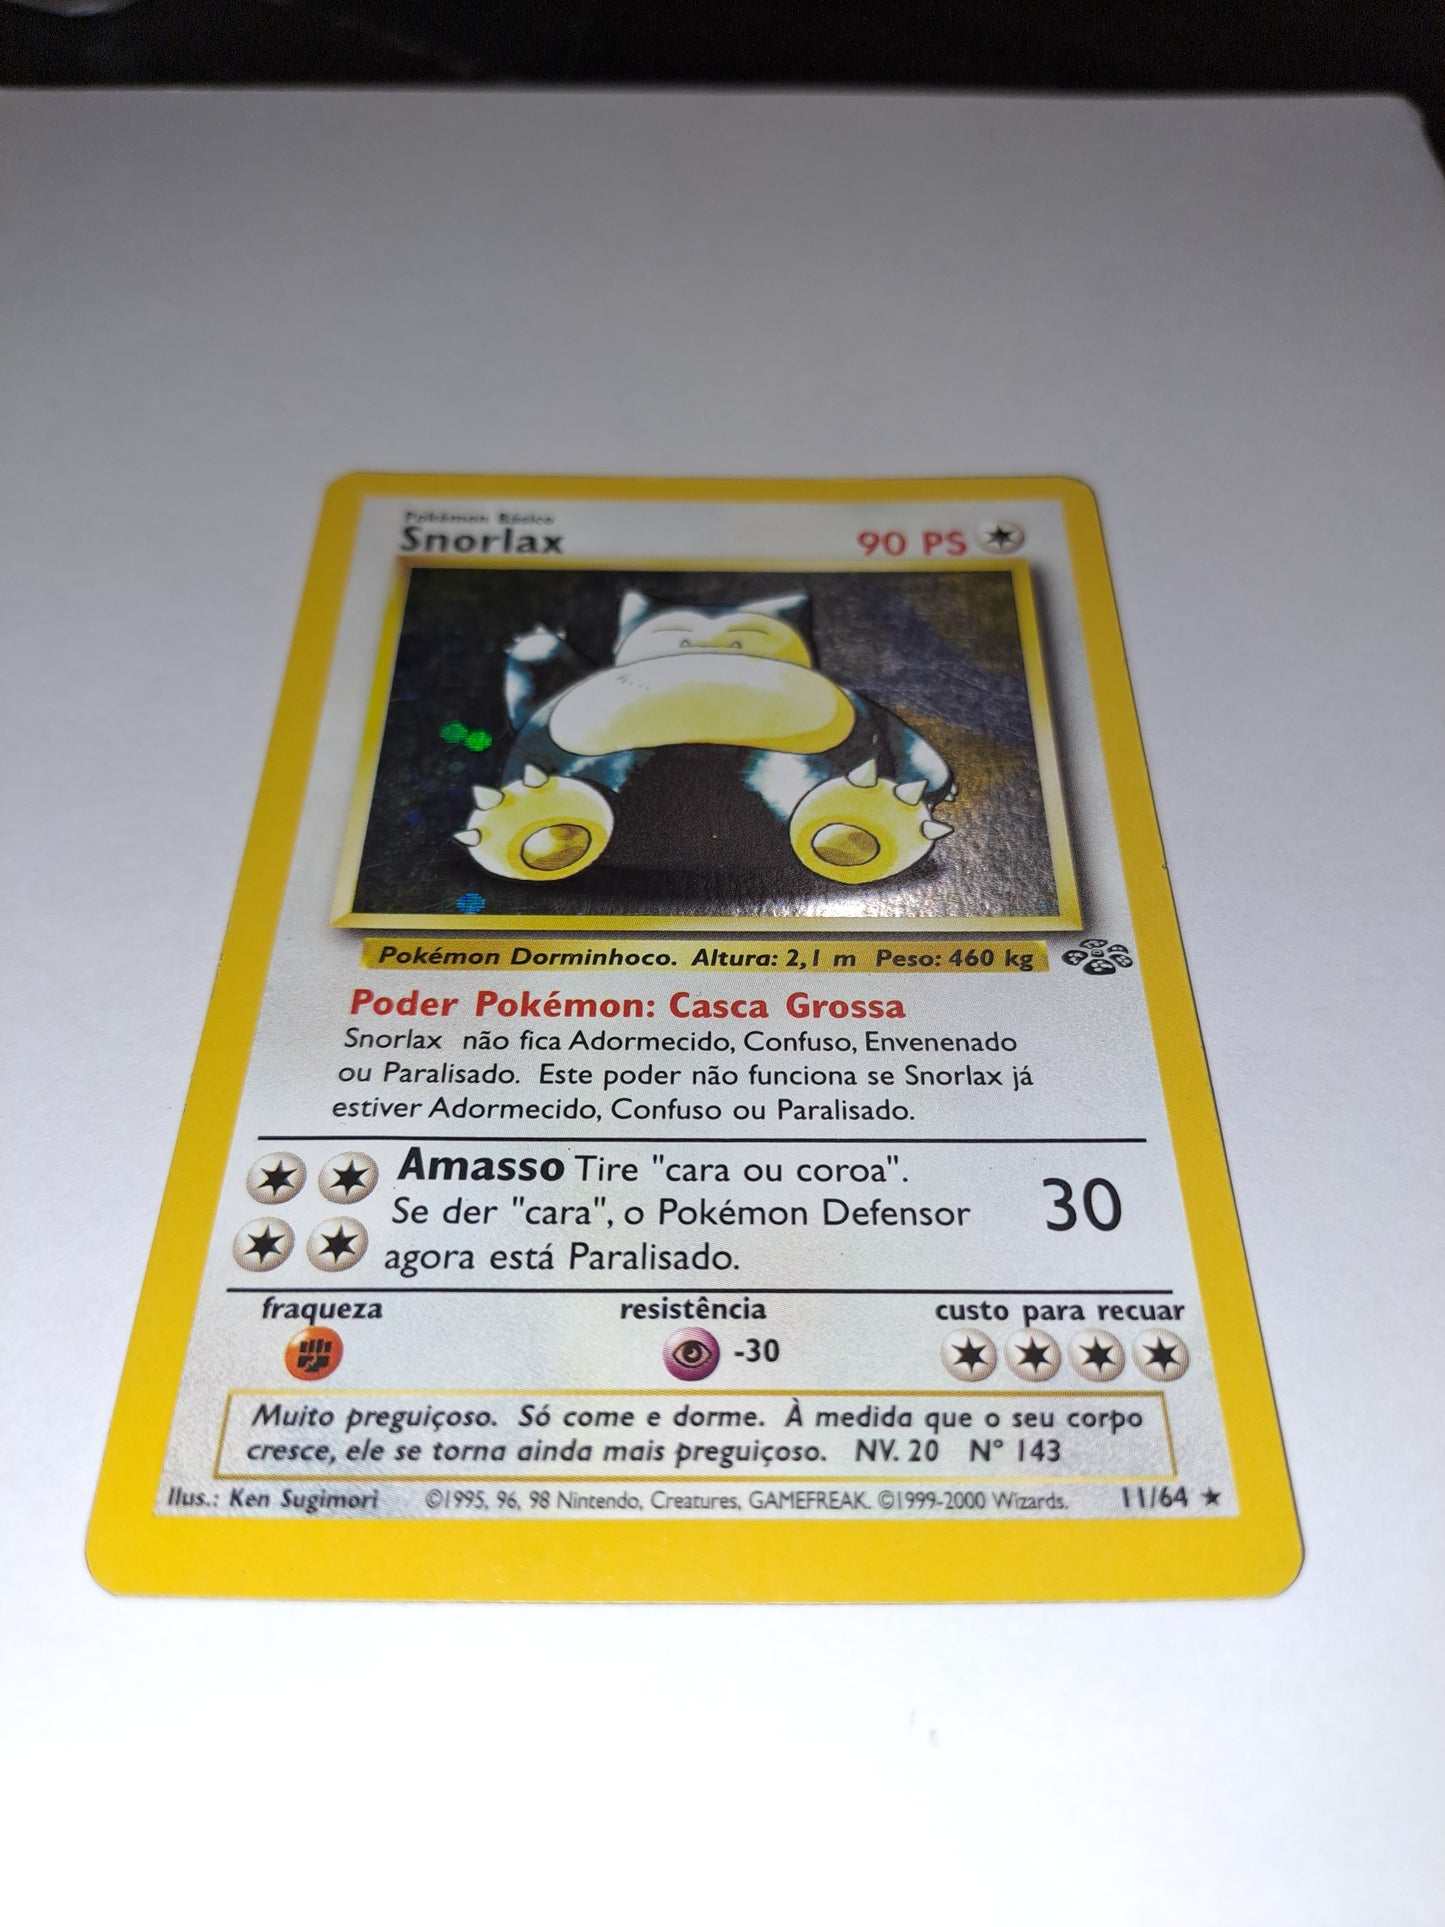 Pokémon Básico
Snorlax 90 PS
Pokémon Dorminhoco. Altura: 2,1 m Peso: 460 kg
Poder Pokémon: Casca Grossa
Snorlax não fica Adormecido, Confuso, Envenenado
ou Paralisado. Este poder não funciona se Snorlax já
estiver Adormecido, Confuso ou Paralisado.
Amasso Tire "cara ou coroa".
Se der "cara", o Pokémon Defensor 30
agora está Paralisado.
fraqueza resistência custo para recuar
-30
Muito preguiçoso. Só come e dorme. À medida que o seu corpo
cresce, ele se torna ainda mais preguiçoso. NV. 20 N° 143
Ilus.: Ken Sugimori ©1995, 96, 98 Nintendo, Creatures, GAMEFREAK. ©1999-2000 Wizards. 11/64 ★